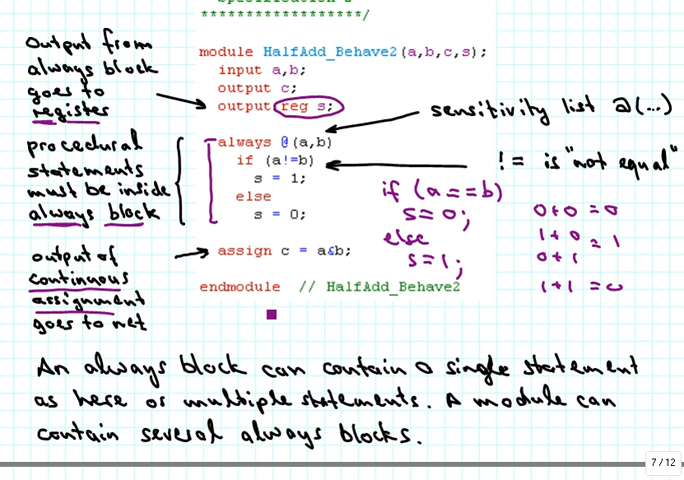 Specification s
******************/
output from
always block
goes to
register
module HalfAdd_Behave2(a,b,c,s);
input a,b;
output c;
output reg s;
sensitivity list @(...)
procedural
statements
must be inside
always block
always @(a,b)
if (a!=b)
s = 1;
else
s = 0;
!= is "not equal"
if (a==b)
s=0;
else
s=1;
0+0 =0
1+0
=1
0+1
1+1 =0
output of
continuous
assignment
goes to net
assign c = a&b;
endmodule // HalfAdd_Behave2
An always block can contain a single statement
as here or multiple statements. A module can
contain several always blocks.
7/12